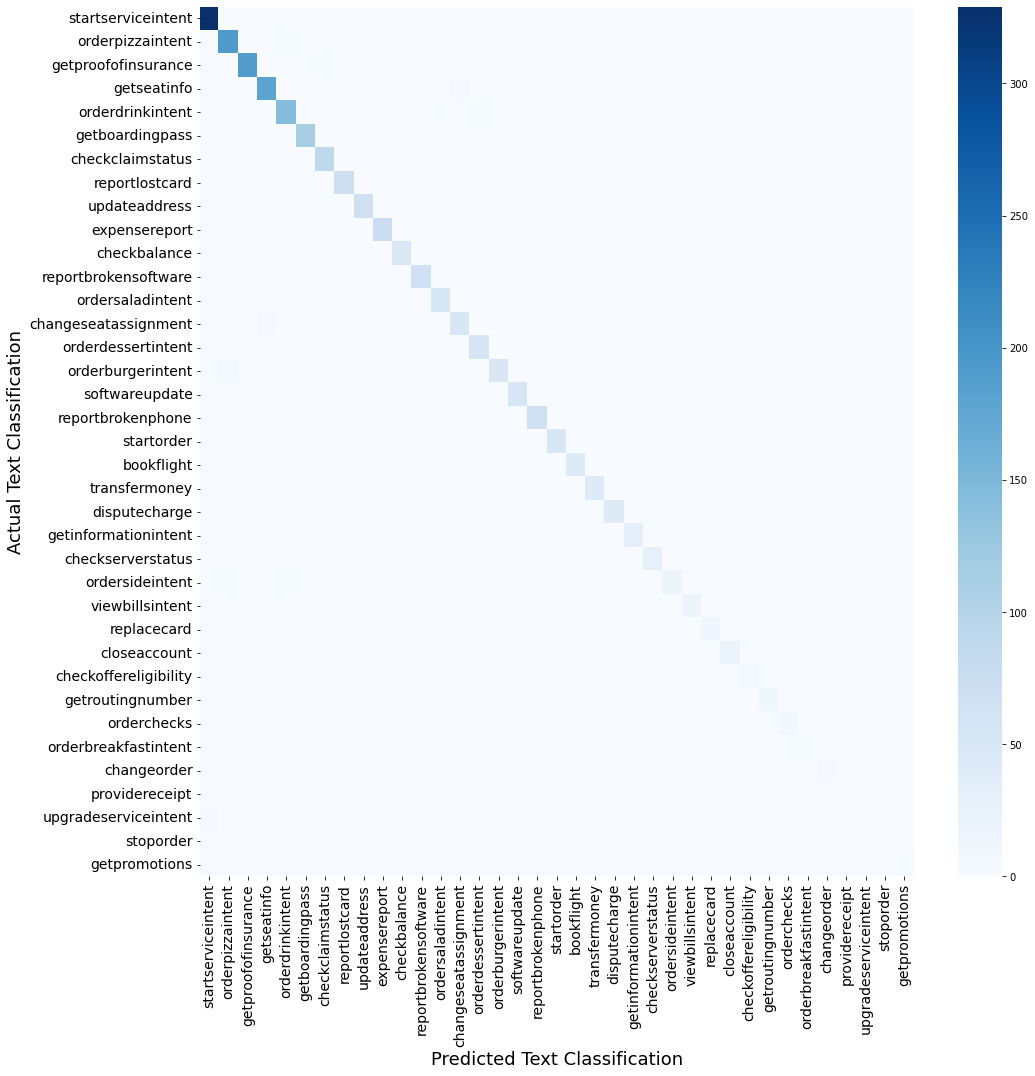 startserviceintent
orderpizzaintent
getproofofinsurance
getseatinfo
orderdrinkintent
getboardingpass
checkclaimstatus
reportlostcard
updateaddress
expensereport
checkbalance
reportbrokensoftware
ordersaladintent
changeseatassignment
orderdessertintent
orderburgerintent
softwareupdate
reportbrokenphone
startorder
bookflight
transfermoney
disputecharge
getinformationintent
checkserverstatus
ordersideintent
viewbillsintent
replacecard
closeaccount
checkoffereligibility
getroutingnumber
orderchecks
orderbreakfastintent
changeorder
providereceipt
upgradeserviceintent
stoporder
getpromotions
Actual Text Classification
startserviceintent
orderpizzaintent
getproofofinsurance
getseatinfo
orderdrinkintent
getboardingpass
checkclaimstatus
reportlostcard
updateaddress
expensereport
checkbalance
reportbrokensoftware
ordersaladintent
changeseatassignment
orderdessertintent
orderburgerintent
softwareupdate
reportbrokenphone
startorder
bookflight
transfermoney
disputecharge
getinformationintent
checkserverstatus
ordersideintent
viewbillsintent
replacecard
closeaccount
checkoffereligibility
getroutingnumber
orderchecks
orderbreakfastintent
changeorder
providereceipt
upgradeserviceintent
stoporder
getpromotions
Predicted Text Classification
300
250
200
150
100
50
0